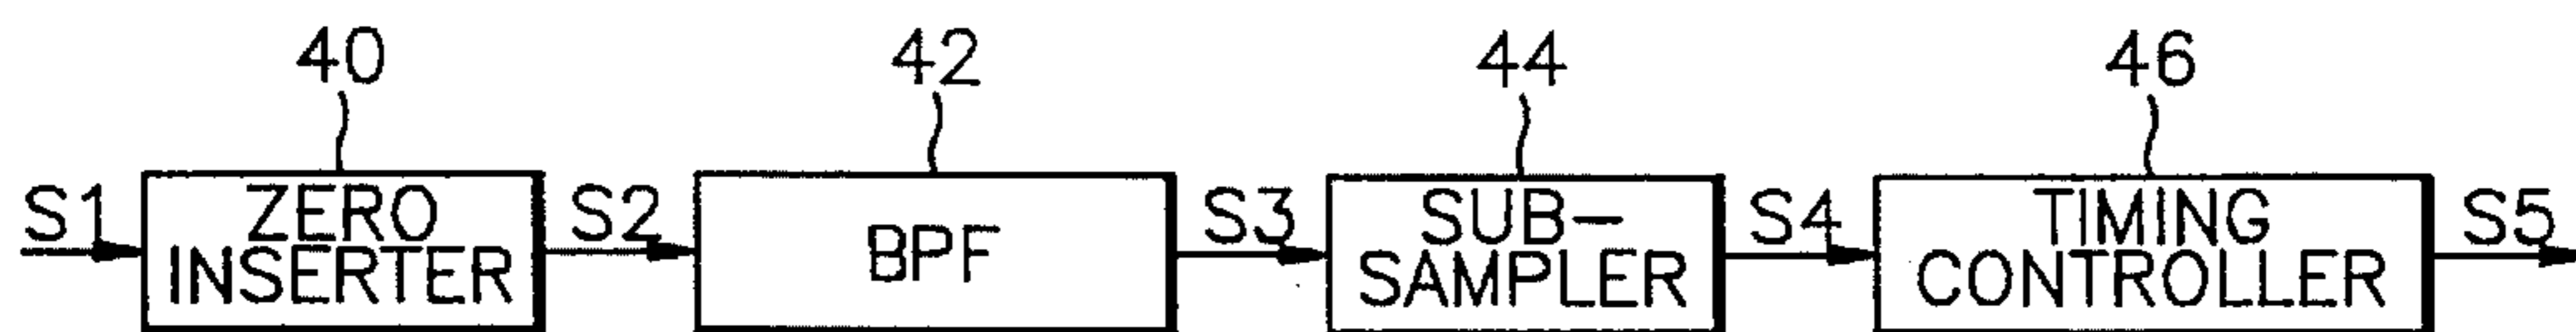 40
42
44
46
S1
ZERO
INSERTER
S2
BPF
S3
SUB-
SAMPLER
S4
TIMING
CONTROLLER
S5